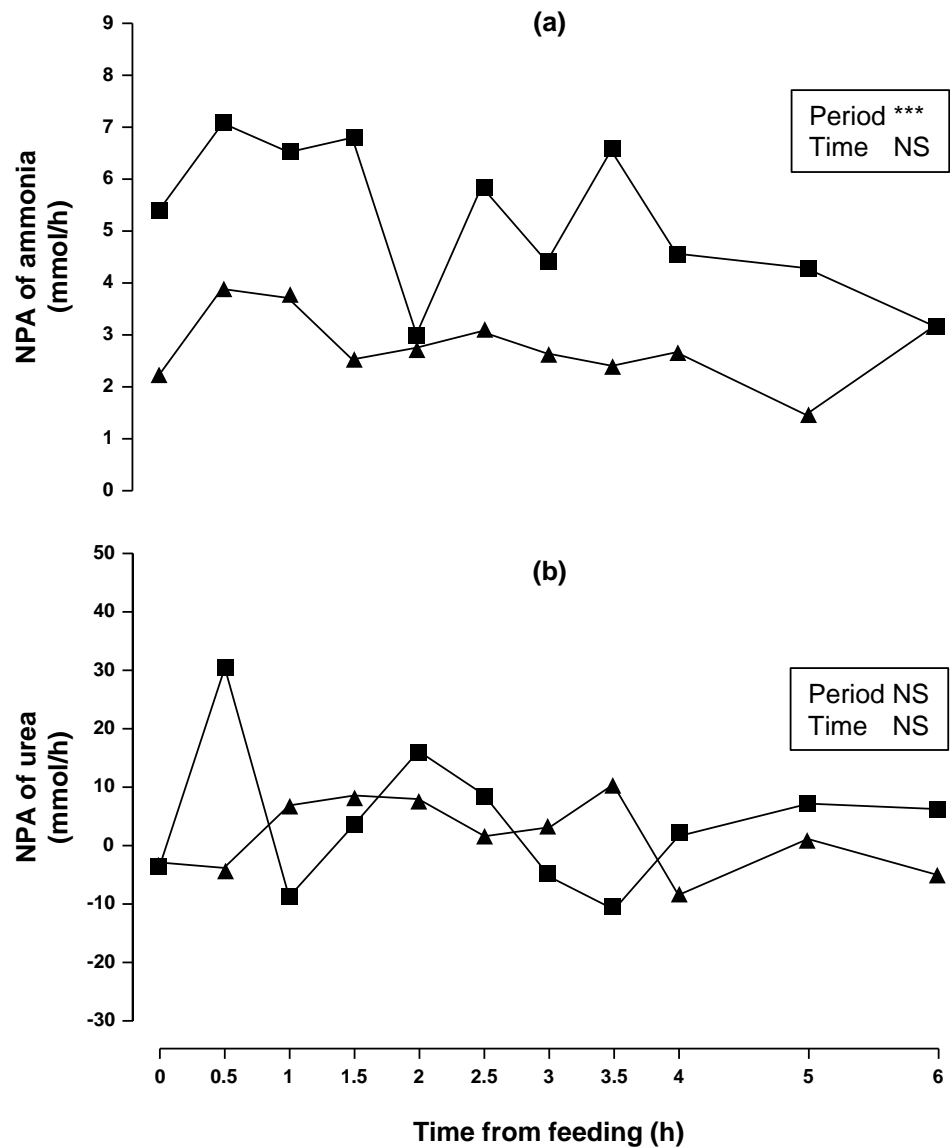 (a)
9
8
7
6
5
4
3
2
1
0
NPA of ammonia
(mmol/h)
Period ***
Time NS
(b)
50
40
30
20
10
0
-10
-20
-30
NPA of urea
(mmol/h)
Period NS
Time NS
0 0.5 1 1.5 2 2.5 3 3.5 4 5 6
Time from feeding (h)